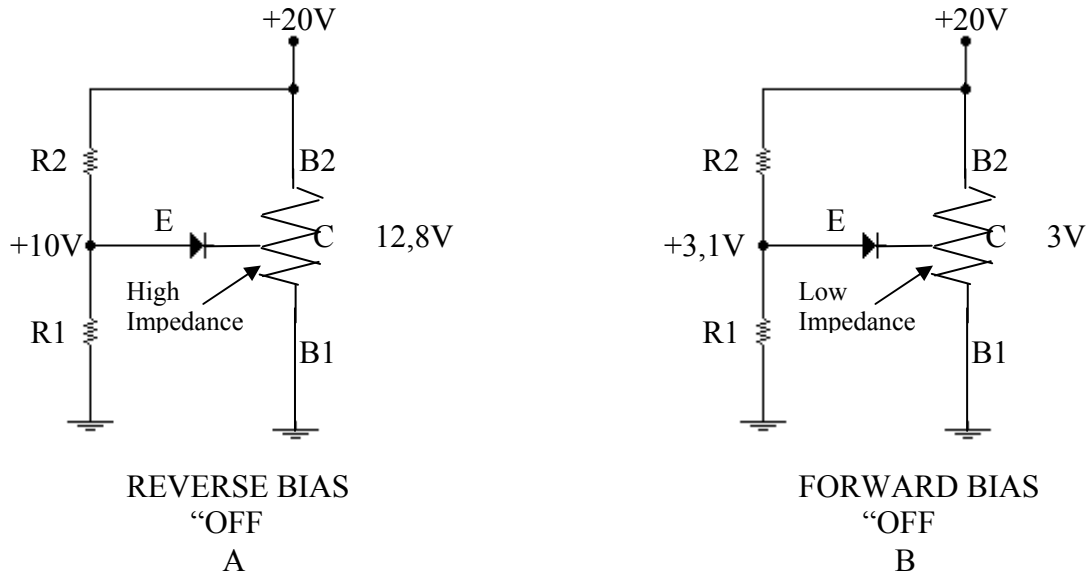 +20V
R2
B2
E
+10V
C
12,8V
High
Impedance
R1
B1
REVERSE BIAS
“OFF
A
+20V
R2
B2
E
+3,1V
C
3V
Low
Impedance
R1
B1
FORWARD BIAS
“OFF
B